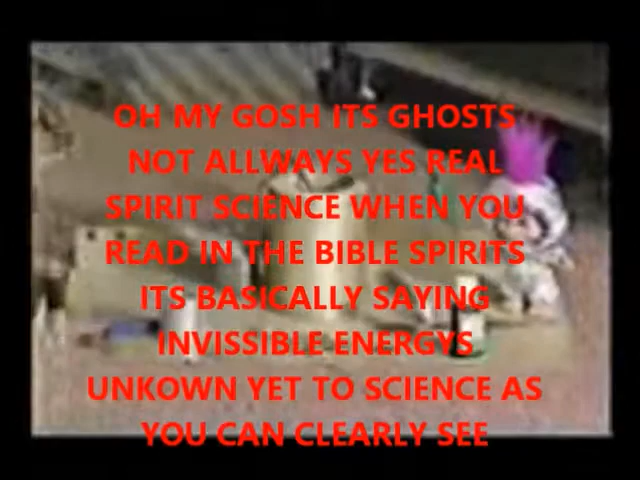 OH MY GOSH ITS GHOSTS
NOT ALLWAYS YES REAL
SPIRIT SCIENCE WHEN YOU
READ IN THE BIBLE SPIRITS
ITS BASICALLY SAYING
INVISSIBLE ENERGYS
UNKOWN YET TO SCIENCE AS
YOU CAN CLEARLY SEE